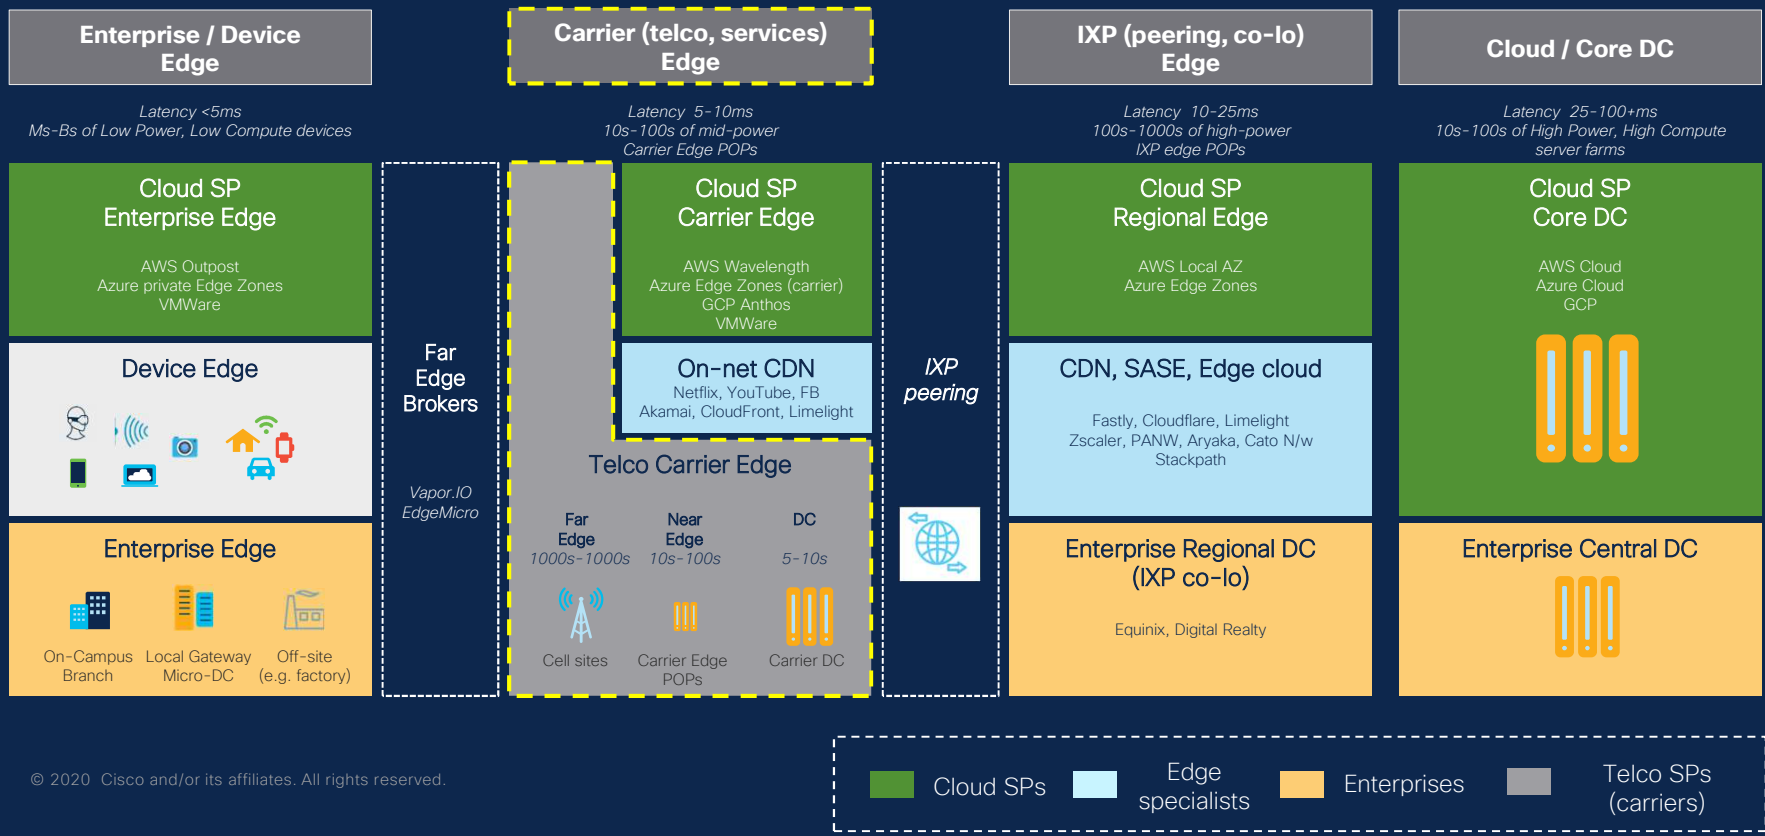 Enterprise / Device
Edge
Carrier (telco, services)
Edge
IXP (peering, co-lo)
Edge
Cloud / Core DC
Latency <5ms
Ms-Bs of Low Power, Low Compute devices
Latency 5-10ms
10s-100s of mid-power
Carrier Edge POPs
Latency 10-25ms
100s-1000s of high-power
IXP edge POPs
Latency 25-100+ms
10s-100s of High Power, High Compute
server farms
Cloud SP
Enterprise Edge
AWS Outpost
Azure private Edge Zones
VMWare
Device Edge
Enterprise Edge
On-Campus
Branch
Local Gateway
Micro-DC
Off-site
(e.g. factory)
Far
Edge
Brokers
Vapor.IO
EdgeMicro
Cloud SP
Carrier Edge
AWS Wavelength
Azure Edge Zones (carrier)
GCP Anthos
VMWare
On-net CDN
Netflix, YouTube, FB
Akamai, CloudFront, Limelight
Telco Carrier Edge
Far
Edge
1000s-1000s
Near
Edge
10s-100s
DC
5-10s
Cell sites
Carrier Edge
POPs
Carrier DC
IXP
peering
Cloud SP
Regional Edge
AWS Local AZ
Azure Edge Zones
CDN, SASE, Edge cloud
Fastly, Cloudflare, Limelight
Zscaler, PANW, Aryaka, Cato N/w
Stackpath
Enterprise Regional DC
(IXP co-lo)
Equinix, Digital Realty
Cloud SP
Core DC
AWS Cloud
Azure Cloud
GCP
Enterprise Central DC
© 2020 Cisco and/or its affiliates. All rights reserved.
Cloud SPs
Edge
specialists
Enterprises
Telco SPs
(carriers)